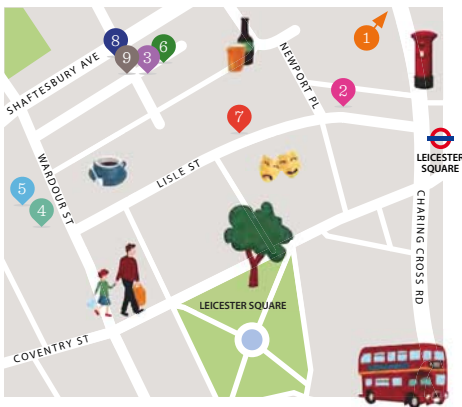 1
8
6
9
3
SHAFTESBURY AVE
NEWPORT PL
2
7
LEICESTER
SQUARE
WARDOUR ST
LISLE ST
5
4
CHARING CROSS RD
LEICESTER SQUARE
COVENTRY ST